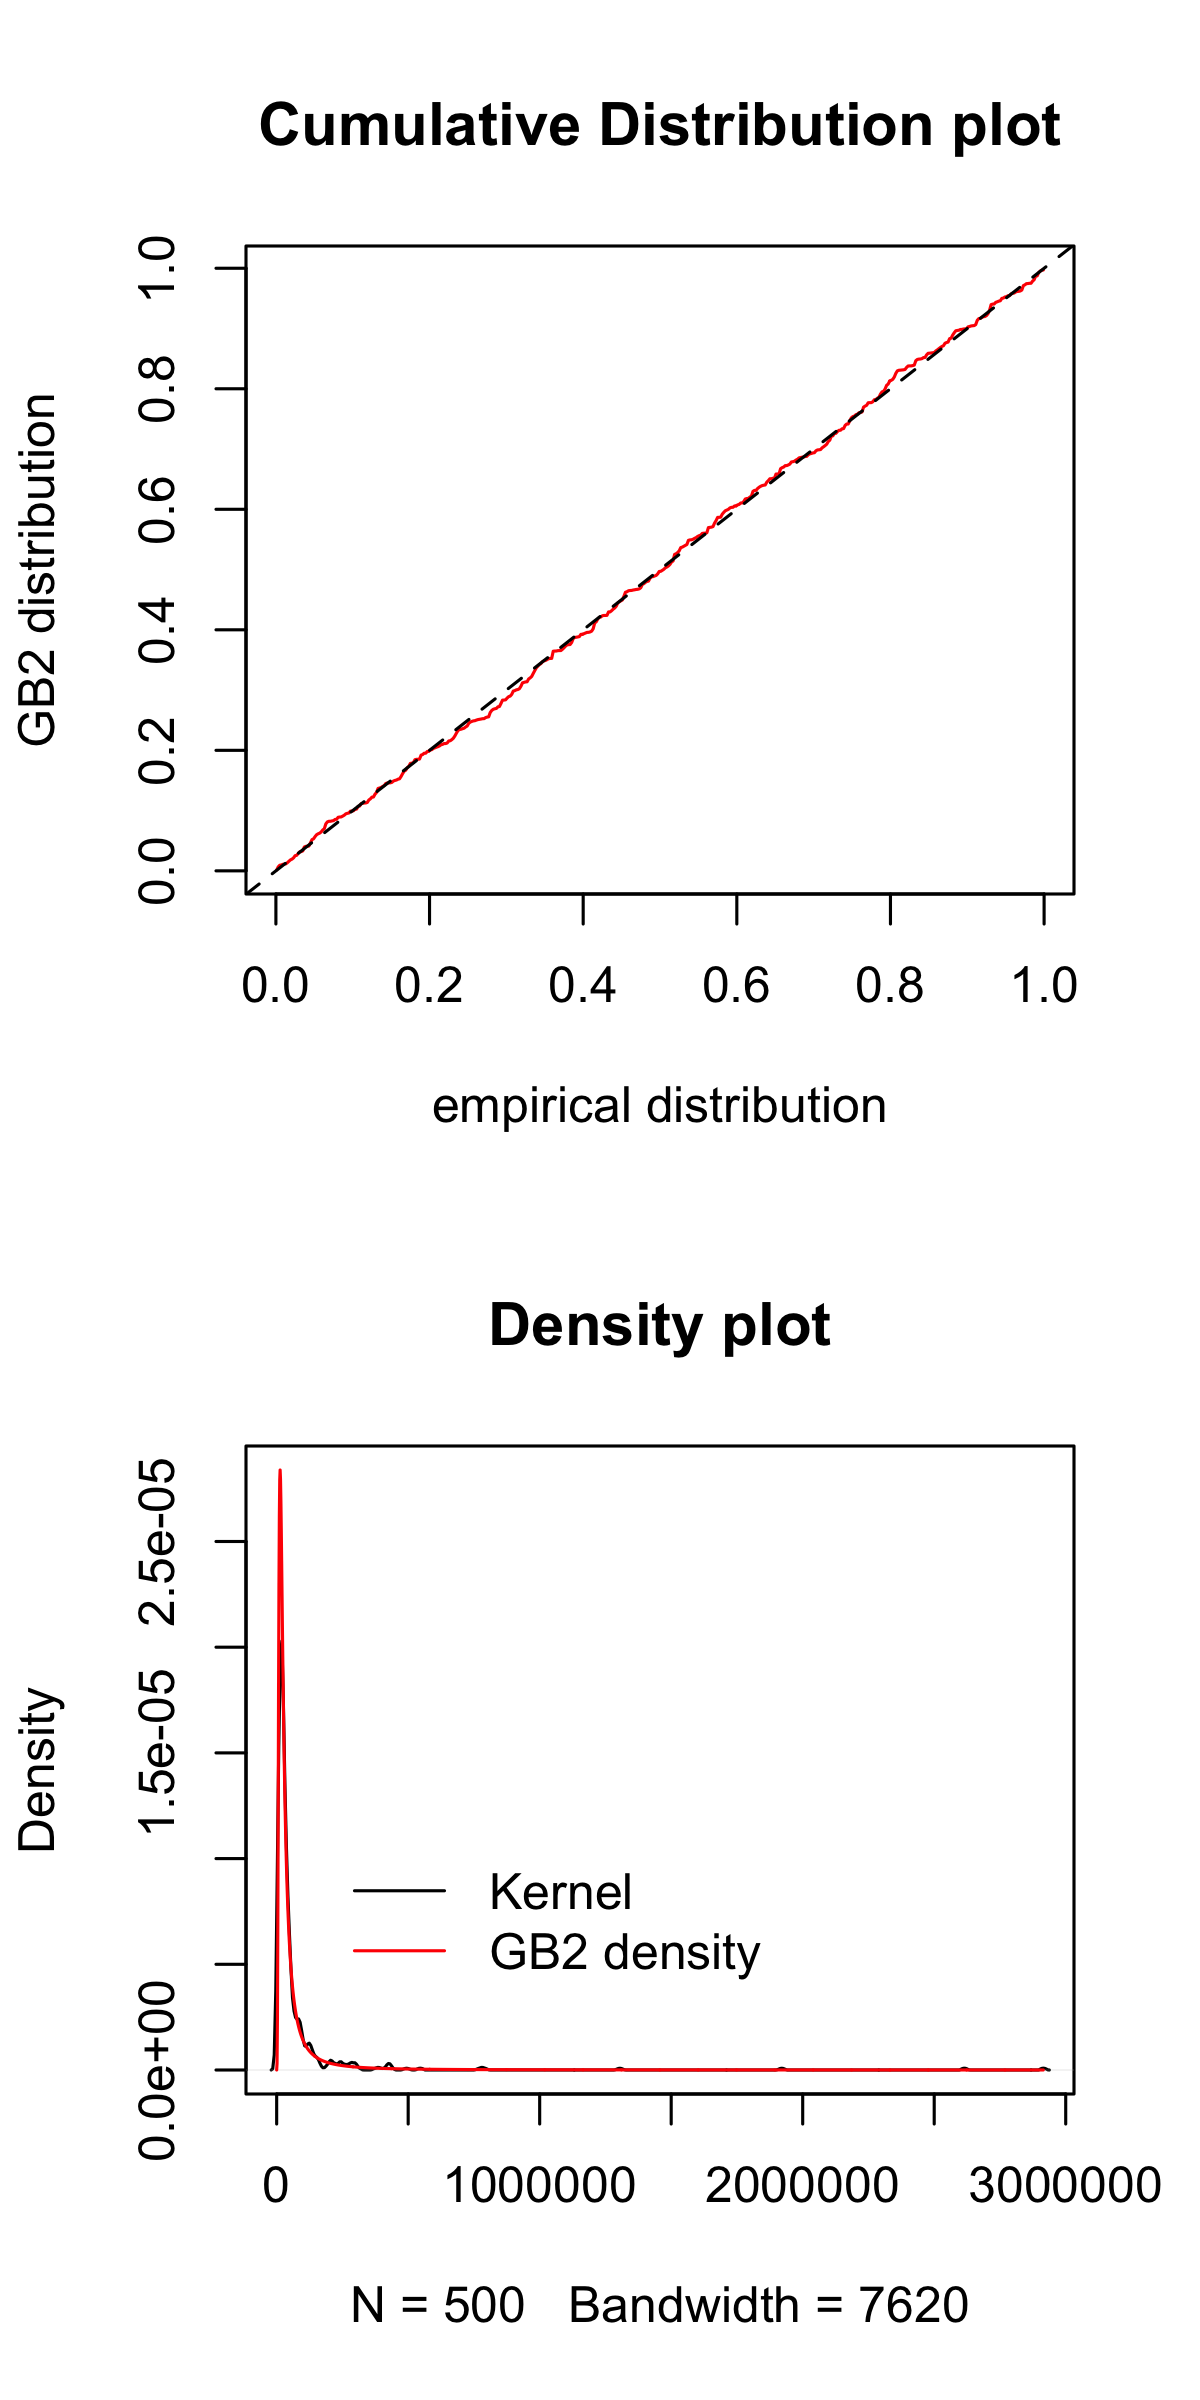 Cumulative Distribution plot
GB2 distribution
1.0
0.8
0.6
0.4
0.2
0.0
0.0 0.2 0.4 0.6 0.8 1.0
empirical distribution
Density plot
Density
2.5e-05
1.5e-05
0.0e+00
Kernel
GB2 density
0 1000000 2000000 3000000
N = 500 Bandwidth = 7620